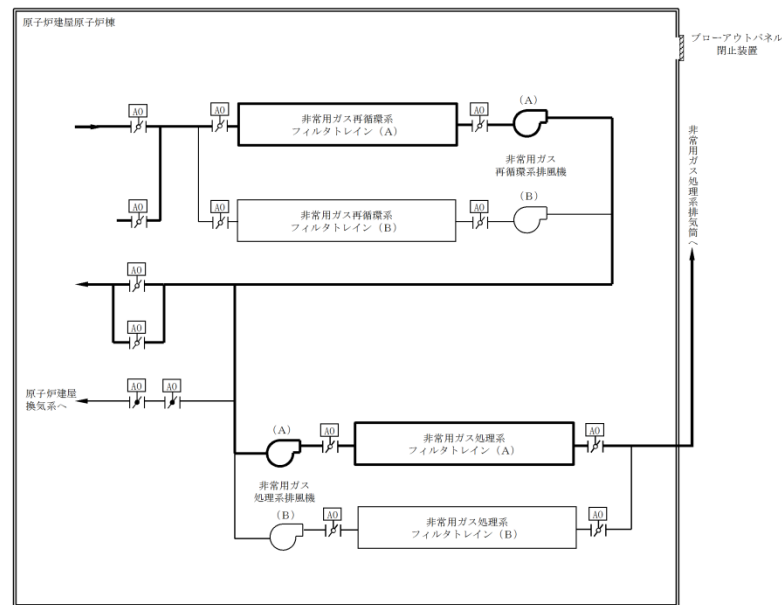 原子炉建屋原子炉棟
ブローアウトパネル
閉止装置
AO
AO
非常用ガス再循環系
フィルタトレイン（A）
AO
（A）
非常用ガス
再循環系排風機
AO
AO
非常用ガス再循環系
フィルタトレイン（B）
AO
（B）
非常用ガス処理系排気筒へ
AO
AO
原子炉建屋
換気系へ
AO
AO
（A）
AO
非常用ガス処理系
フィルタトレイン（A）
AO
非常用ガス
処理系排風機
（B）
AO
非常用ガス処理系
フィルタトレイン（B）
AO